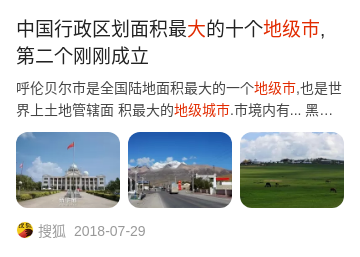 中国行政区划面积最大的十个地级市,
第二个刚刚成立
呼伦贝尔市是全国陆地面积最大的一个地级市,也是世
界上土地管辖面 积最大的地级城市.市境内有... 黑...
搜狐 2018-07-29